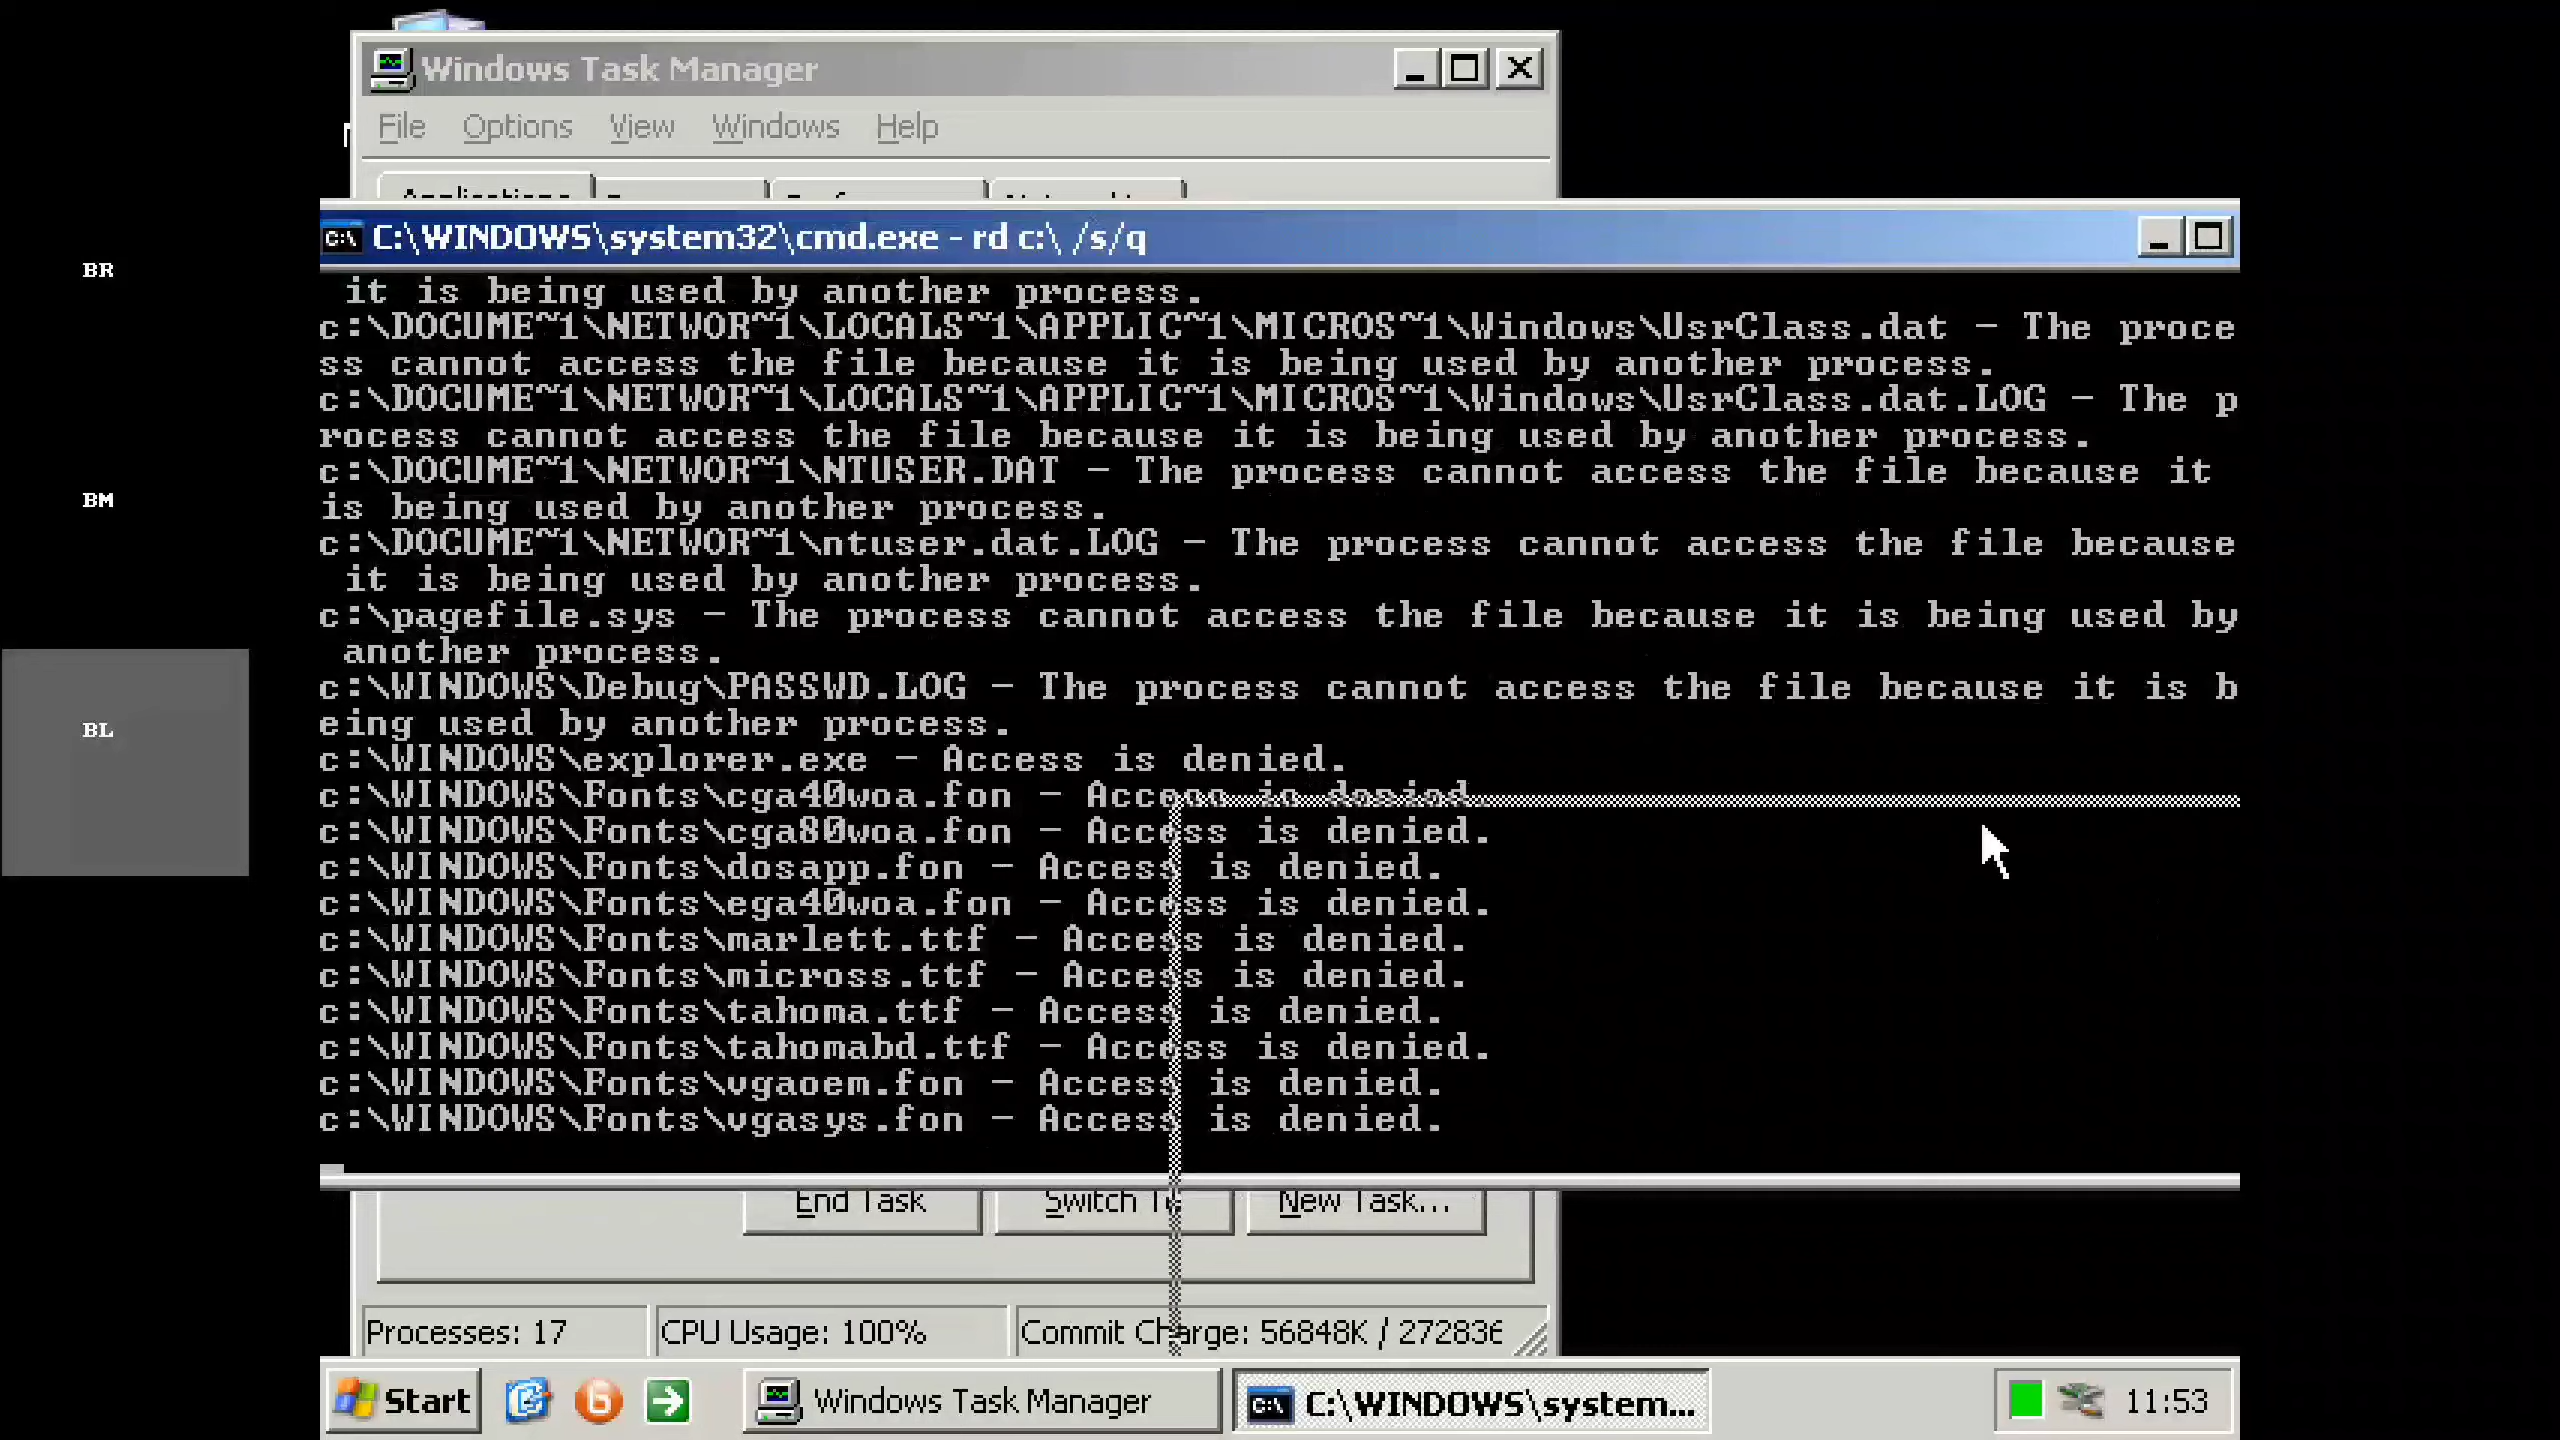 Windows Task Manager
File Options View Windows Help
Applications
BR
BM
BL
C:\WINDOWS\system32\cmd.exe - rd c:\ /s/q
it is being used by another process.
c:\DOCUME~1\NETWOR~1\LOCALS~1\APPLIC~1\MICROS~1\Windows\UsrClass.dat - The proce
ss cannot access the file because it is being used by another process.
c:\DOCUME~1\NETWOR~1\LOCALS~1\APPLIC~1\MICROS~1\Windows\UsrClass.dat.LOG - The p
rocess cannot access the file because it is being used by another process.
c:\DOCUME~1\NETWOR~1\NTUSER.DAT - The process cannot access the file because it
is being used by another process.
c:\DOCUME~1\NETWOR~1\ntuser.dat.LOG - The process cannot access the file because
it is being used by another process.
c:\pagefile.sys - The process cannot access the file because it is being used by
another process.
c:\WINDOWS\Debug\PASSWD.LOG - The process cannot access the file because it is b
eing used by another process.
c:\WINDOWS\explorer.exe - Access is denied.
c:\WINDOWS\Fonts\cga40woa.fon - Access is denied.
c:\WINDOWS\Fonts\cga80woa.fon - Access is denied.
c:\WINDOWS\Fonts\dosapp.fon - Access is denied.
c:\WINDOWS\Fonts\ega40woa.fon - Access is denied.
c:\WINDOWS\Fonts\marlett.ttf - Access is denied.
c:\WINDOWS\Fonts\micross.ttf - Access is denied.
c:\WINDOWS\Fonts\tahoma.ttf - Access is denied.
c:\WINDOWS\Fonts\tahomabd.ttf - Access is denied.
c:\WINDOWS\Fonts\vgaoem.fon - Access is denied.
c:\WINDOWS\Fonts\vgasys.fon - Access is denied.
End Task Switch To New Task...
Processes: 17 CPU Usage: 100% Commit Charge: 56848K / 272836
Start Windows Task Manager C:\WINDOWS\system... 11:53